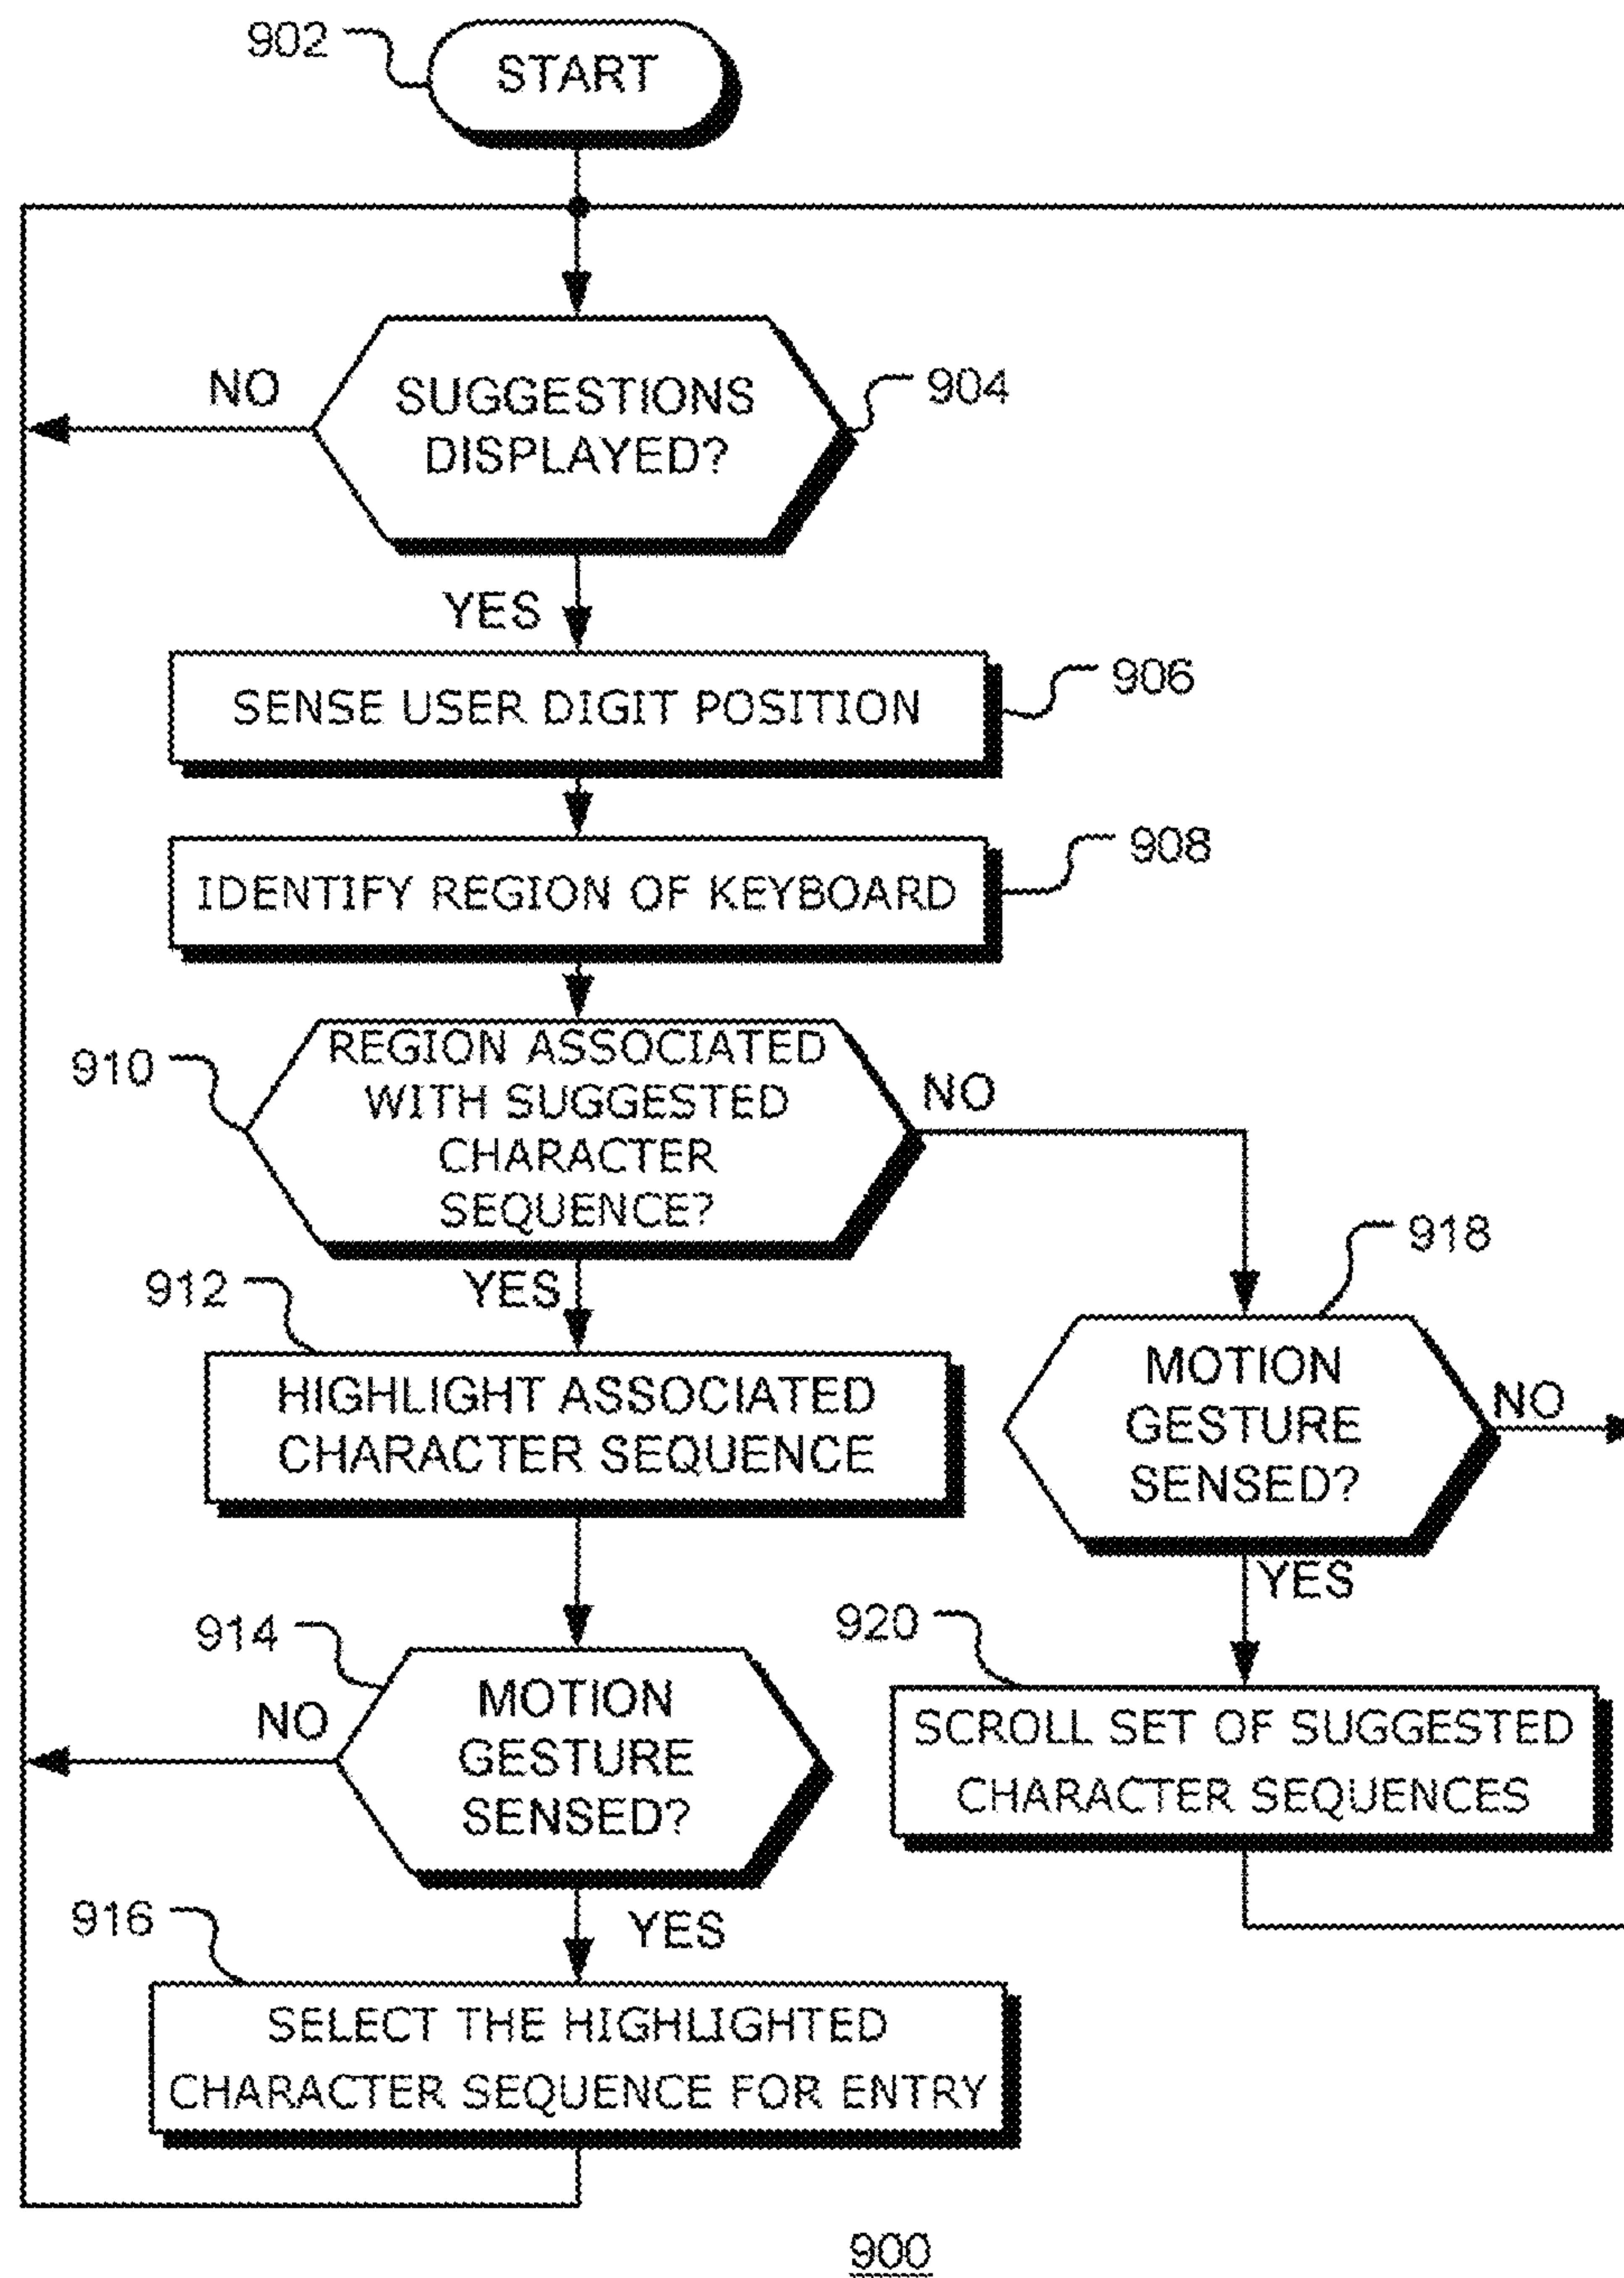 902
START
NO
SUGGESTIONS
DISPLAYED?
904
YES
SENSE USER DIGIT POSITION
906
IDENTIFY REGION OF KEYBOARD
908
910
REGION ASSOCIATED
WITH SUGGESTED
CHARACTER
SEQUENCE?
NO
YES
912
HIGHLIGHT ASSOCIATED
CHARACTER SEQUENCE
918
MOTION
GESTURE
SENSED?
NO
YES
914
MOTION
GESTURE
SENSED?
NO
YES
920
SCROLL SET OF SUGGESTED
CHARACTER SEQUENCES
916
SELECT THE HIGHLIGHTED
CHARACTER SEQUENCE FOR ENTRY
900